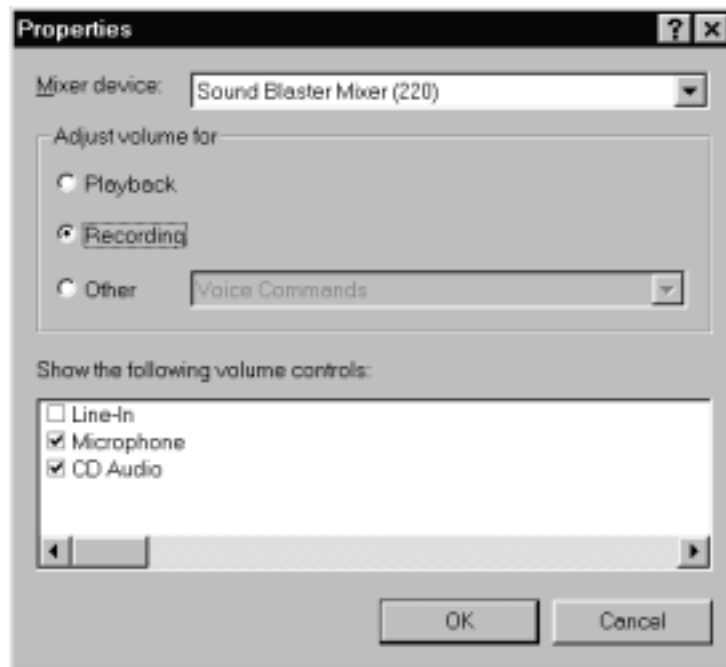 Properties
Mixer device: Sound Blaster Mixer (220)
Adjust volume for
Playback
Recording
Other Voice Commands
Show the following volume controls:
Line-In
Microphone
CD Audio
OK Cancel